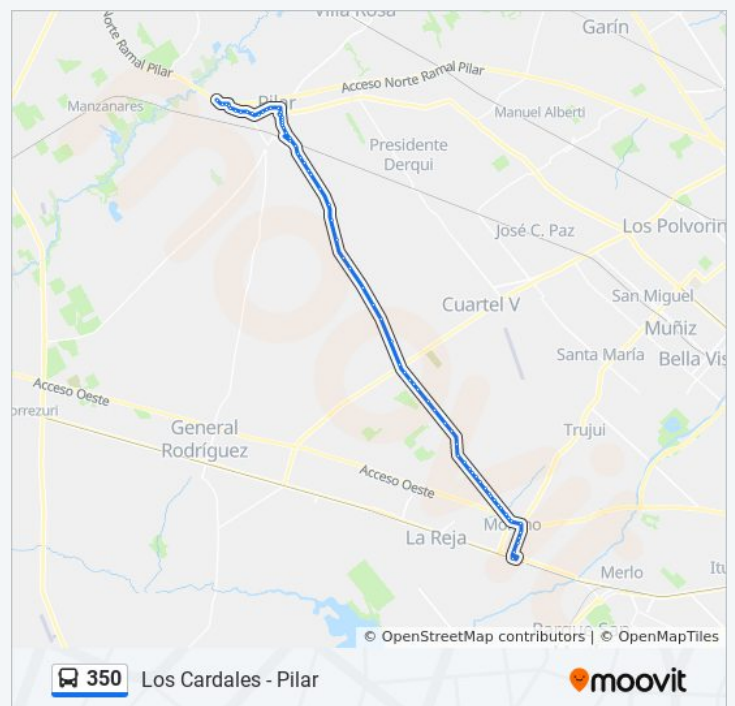 Villa Rosa
Garín
Norte Ramal Pilar
Acceso Norte Ramal Pilar
Pilar
Manzanares
Manuel Alberti
Presidente
Derqui
José C. Paz
Los Polvorin
Cuartel V
San Miguel
Muñiz
Santa María
Bella Vis
Acceso Oeste
orrezuri
General
Rodríguez
Trujui
Acceso Oeste
La Reja
Merlo
Itu
© OpenStreetMap contributors | © OpenMapTiles
350 Los Cardales - Pilar
moovit